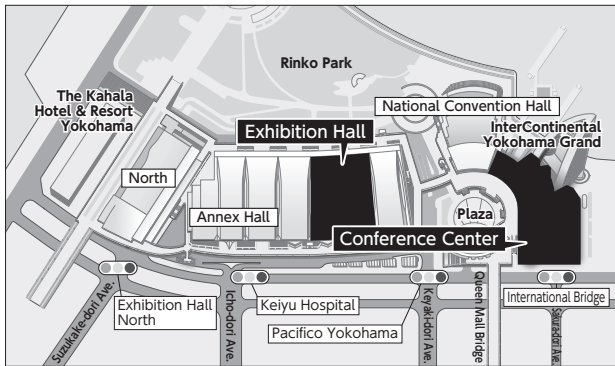 Rinko Park
The Kahala
Hotel & Resort
Yokohama
National Convention Hall
InterContinental
Yokohama Grand
Exhibition Hall
North
Annex Hall
Plaza
Conference Center
Exhibition Hall
North
Keiyu Hospital
Pacifico Yokohama
International Bridge
Suzukake-dori Ave.
Icho-dori Ave.
Keyaki-dori Ave.
Queen Mall Bridge
Sakura-dori Ave.